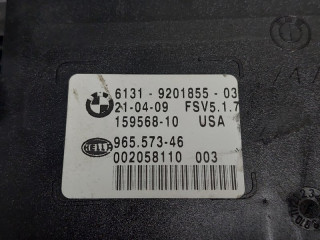 6131 - 9201855 - 03
21-04-09 FSV5.1.7
159568-10 USA
HELLA
965.573-46
002058110 003